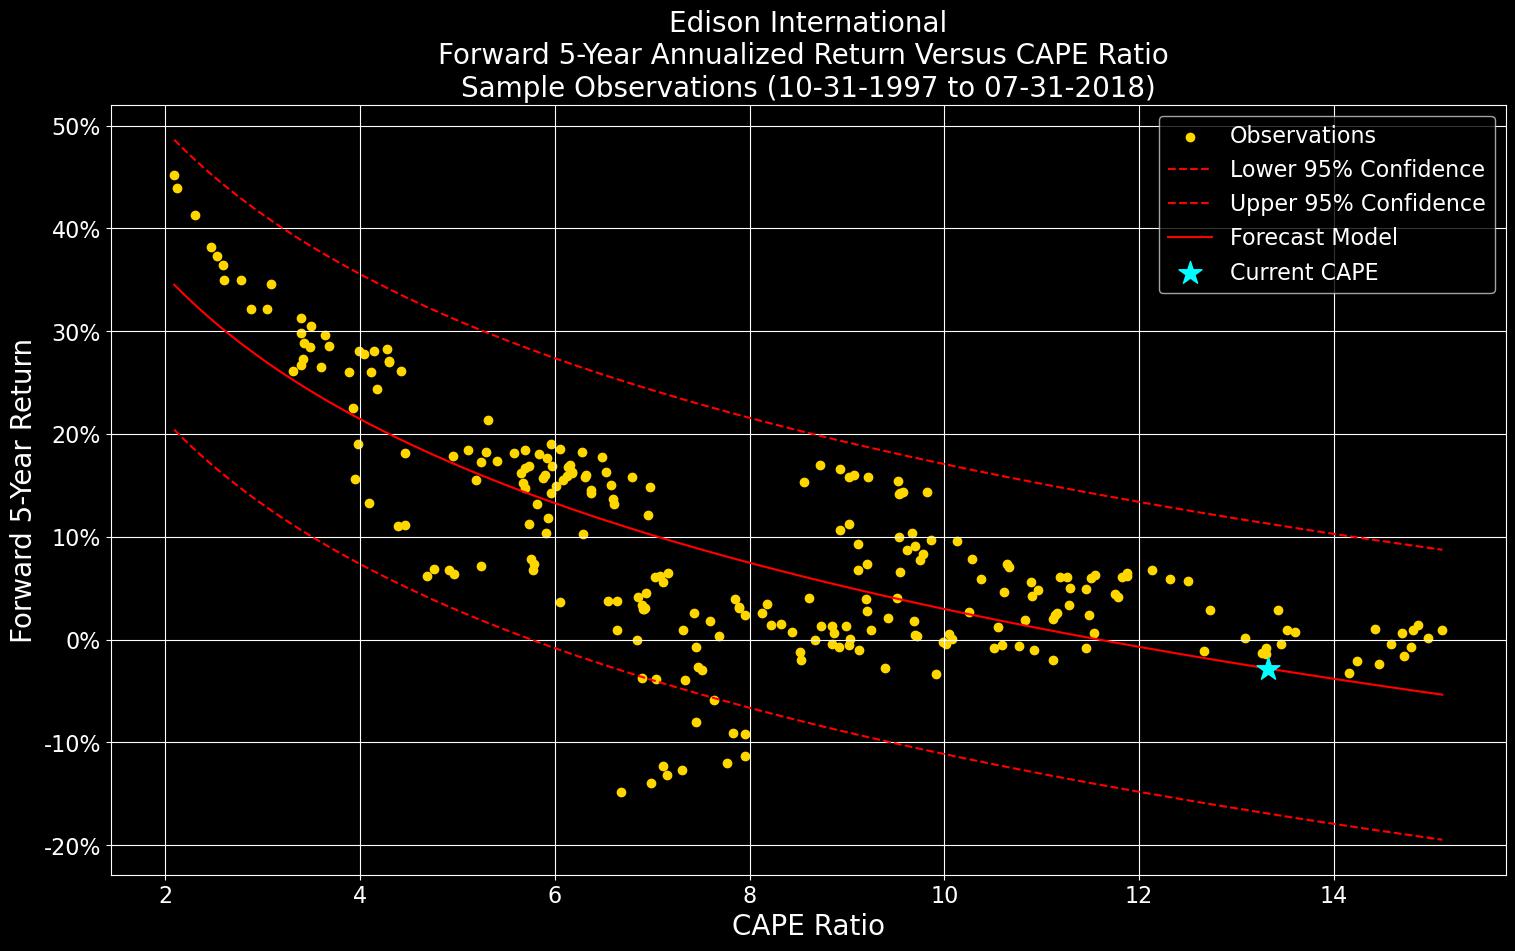 Edison International
Forward 5-Year Annualized Return Versus CAPE Ratio
Sample Observations (10-31-1997 to 07-31-2018)
Observations
Lower 95% Confidence
Upper 95% Confidence
Forecast Model
Current CAPE
Forward 5-Year Return
50%
40%
30%
20%
10%
0%
-10%
-20%
2 4 6 8 10 12 14
CAPE Ratio